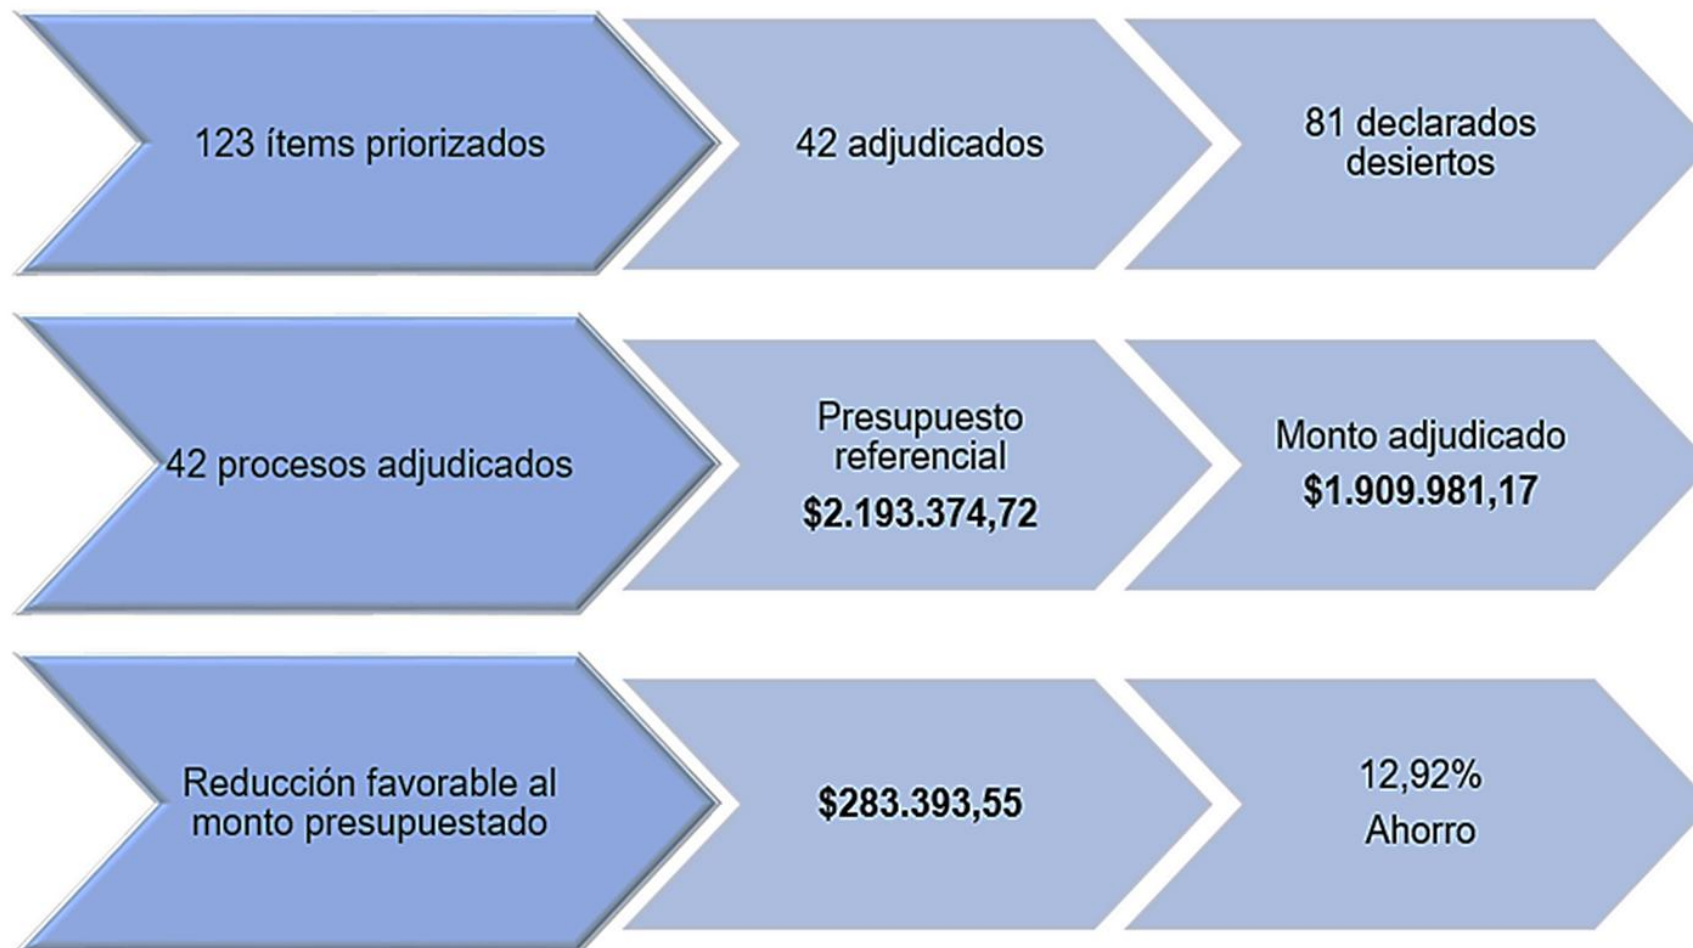 123 ítems priorizados
42 adjudicados
81 declarados
desiertos
42 procesos adjudicados
Presupuesto
referencial
$2.193.374,72
Monto adjudicado
$1.909.981,17
Reducción favorable al
monto presupuestado
$283.393,55
12,92%
Ahorro